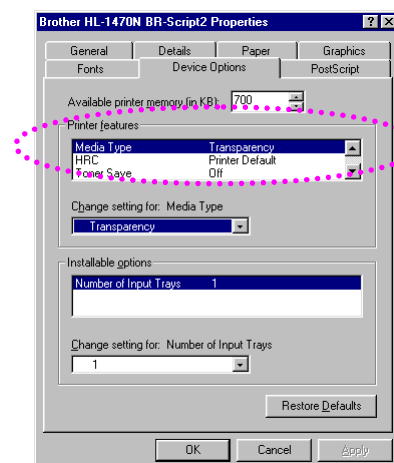 Brother HL-1470N BR-Script2 Properties
General Details Paper Graphics
Fonts Device Options PostScript
Available printer memory (in KB): 700
Printer features
Media Type Transparency
HRC Printer Default
Toner Save Off
Change setting for: Media Type
Transparency
Installable options
Number of Input Trays 1
Change setting for: Number of Input Trays
1
Restore Defaults
OK Cancel Apply